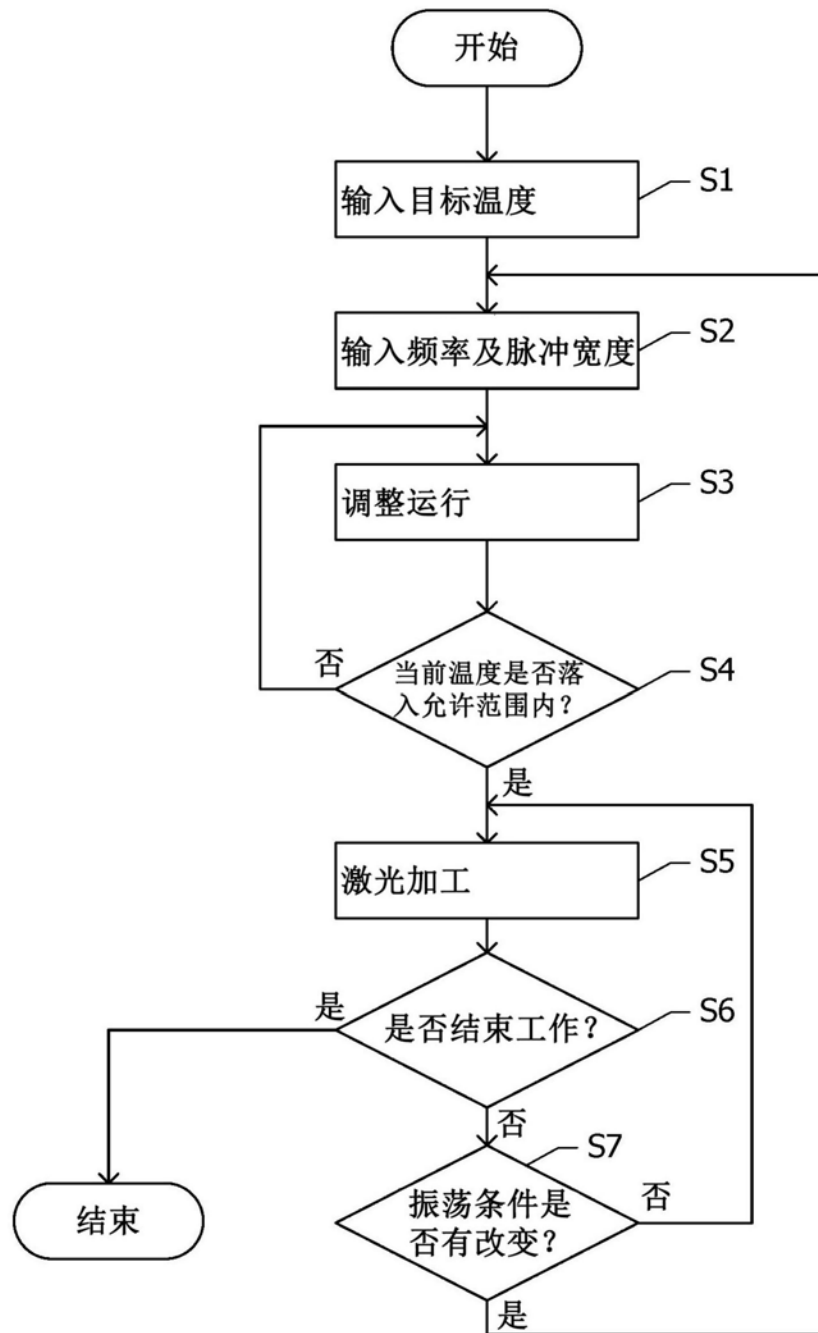 开始
输入目标温度
S1
输入频率及脉冲宽度
S2
调整运行
S3
否
当前温度是否落
入允许范围内？
S4
是
激光加工
S5
是
是否结束工作？
S6
否
S7
振荡条件是
否有改变？
否
结束
是